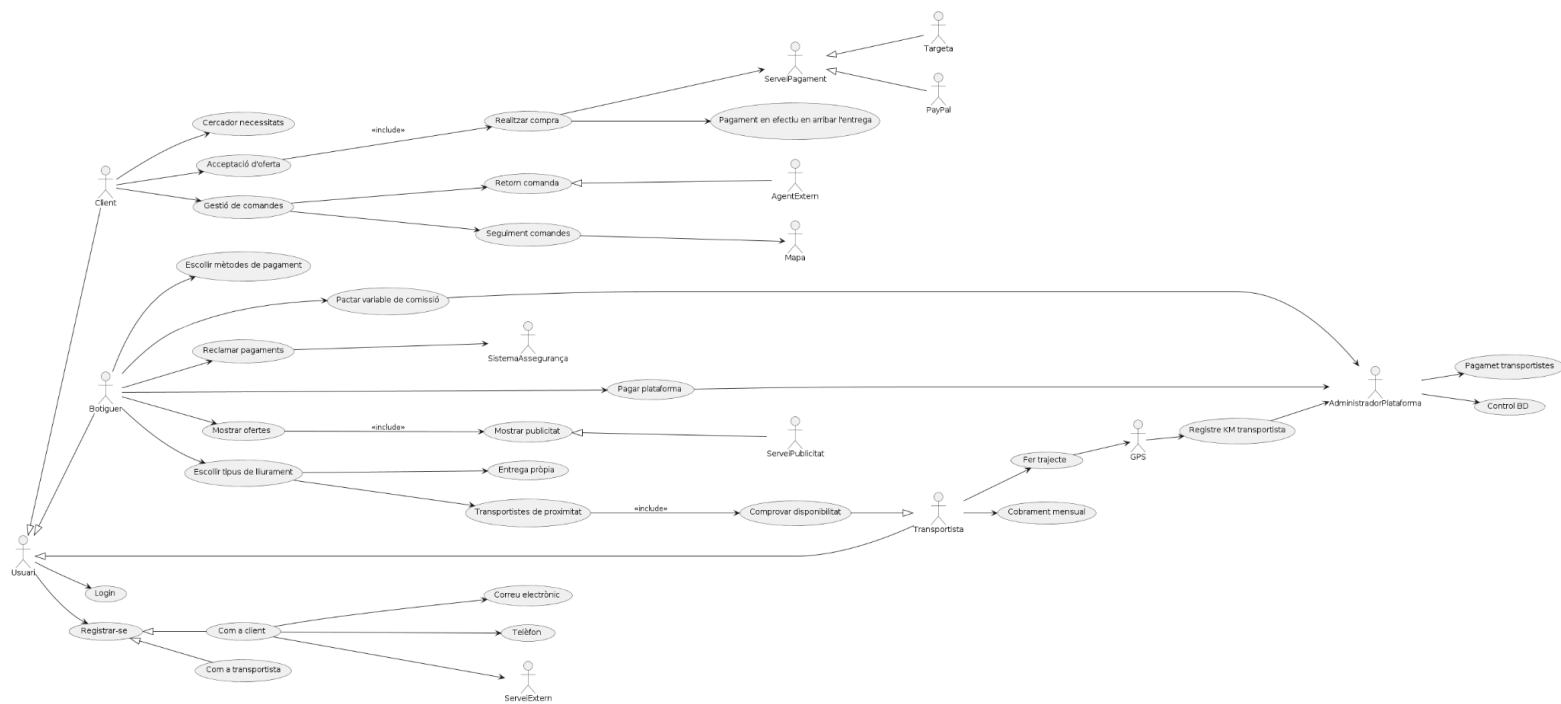 Targeta
ServeiPagament
PayPal
Cercador necessitats
«include»
Realitzar compra
Pagament en efectiu en arribar l'entrega
Acceptació d'oferta
Client
Gestió de comandes
Retorn comanda
AgentExtern
Seguiment comandes
Mapa
Escollir mètodes de pagament
Pactar variable de comissió
Reclamar pagaments
SistemaAssegurança
Botiguer
Pagar plataforma
AdministradorPlataforma
Pagamet transportistes
Control BD
Mostrar ofertes
«include»
Mostrar publicitat
ServeiPublicitat
Registre KM transportista
GPS
Fer trajecte
Escollir tipus de lliurament
Entrega pròpia
Transportistes de proximitat
«include»
Comprovar disponibilitat
Transportista
Cobrament mensual
Usuari
Login
Registrar-se
Com a client
Correu electrònic
Telèfon
Com a transportista
ServeiExtern